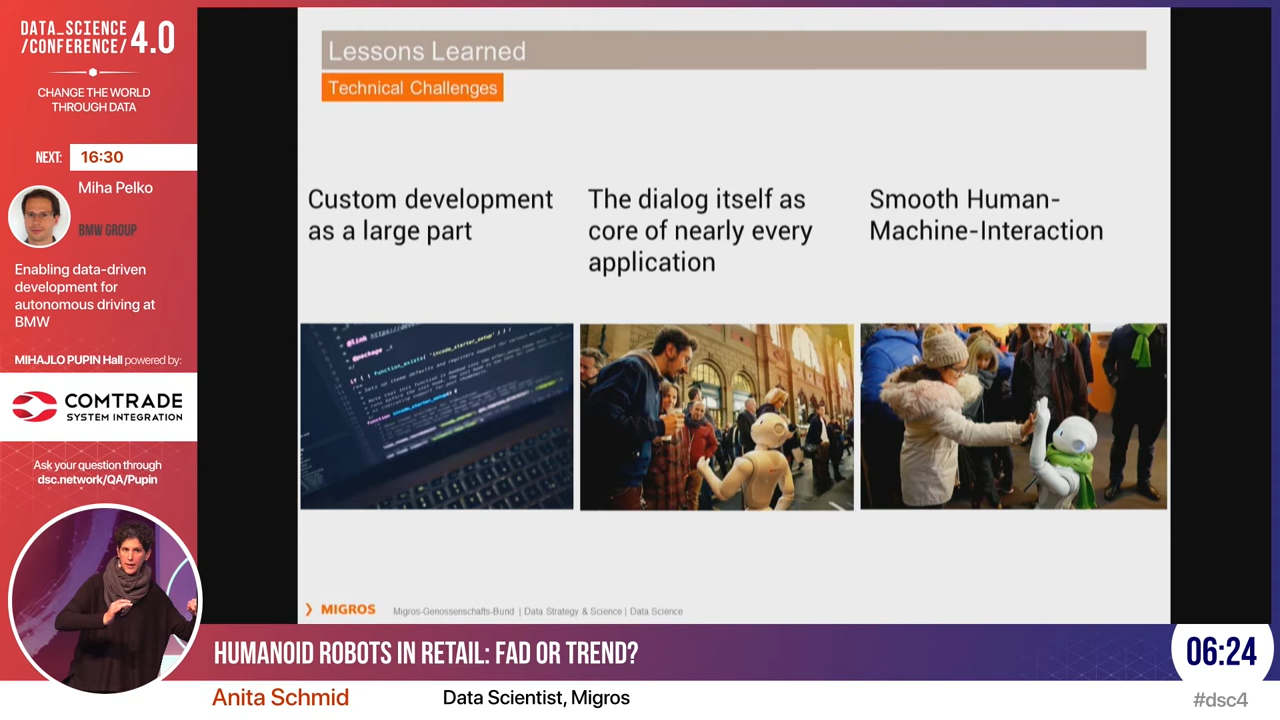 DATA_SCIENCE
/CONFERENCE/ 4.0
CHANGE THE WORLD
THROUGH DATA
NEXT: 16:30
Miha Pelko
BMW GROUP
Enabling data-driven
development for
autonomous driving at
BMW
MIHAJLO PUPIN Hall powered by:
COMTRADE
SYSTEM INTEGRATION
Ask your question through
dsc.network/QA/Pupin
Lessons Learned
Technical Challenges
Custom development
as a large part
The dialog itself as
core of nearly every
application
Smooth Human-
Machine-Interaction
@link
@package
function_exists(
MIGROS
Migros-Genossenschafts-Bund | Data Strategy & Science | Data Science
HUMANOID ROBOTS IN RETAIL: FAD OR TREND?
06:24
Anita Schmid
Data Scientist, Migros
#dsc4